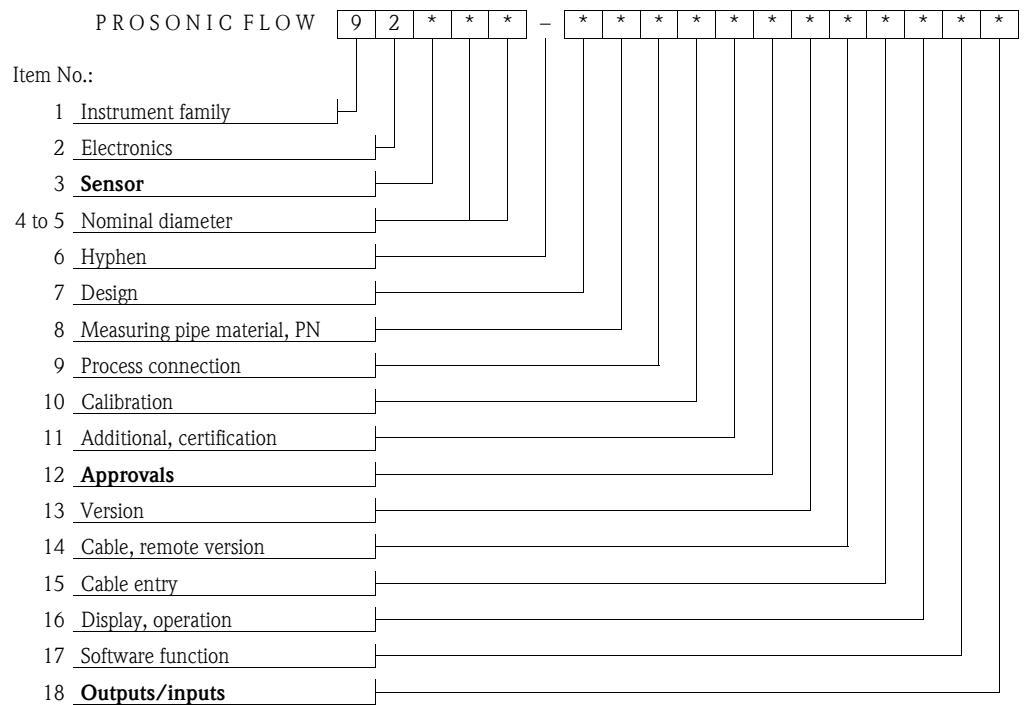 PROSONIC FLOW 9 2 * * * – * * * * * * * * * * * *
Item No.:
1 Instrument family
2 Electronics
3 Sensor
4 to 5 Nominal diameter
6 Hyphen
7 Design
8 Measuring pipe material, PN
9 Process connection
10 Calibration
11 Additional, certification
12 Approvals
13 Version
14 Cable, remote version
15 Cable entry
16 Display, operation
17 Software function
18 Outputs/inputs